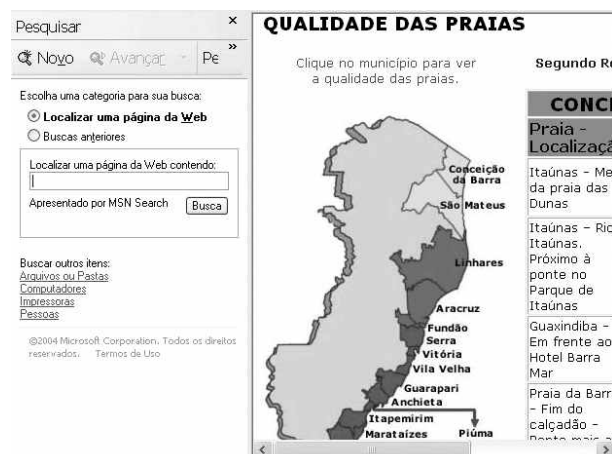 Pesquisar ×
Novo Avançar Pe »
Escolha uma categoria para sua busca:
Localizar uma página da Web
Buscas anteriores
Localizar uma página da Web contendo:
Apresentado por MSN Search Busca
Buscar outros itens:
Arquivos ou Pastas
Computadores
Impressoras
Pessoas
©2004 Microsoft Corporation. Todos os direitos
reservados. Termos de Uso
QUALIDADE DAS PRAIAS
Clique no município para ver
a qualidade das praias.
Conceição
da Barra
São Mateus
Linhares
Aracruz
Fundão
Serra
Vitória
Vila Velha
Guarapari
Anchieta
Itapemirim
Marataízes Piúma
Segundo Re
CONCE
Praia -
Localizaçã
Itaúnas - Me
da praia das
Dunas
Itaúnas - Rio
Itaúnas.
Próximo à
ponte no
Parque de
Itaúnas
Guaxindiba -
Em frente ao
Hotel Barra
Mar
Praia da Barr
- Fim do
calçadão -